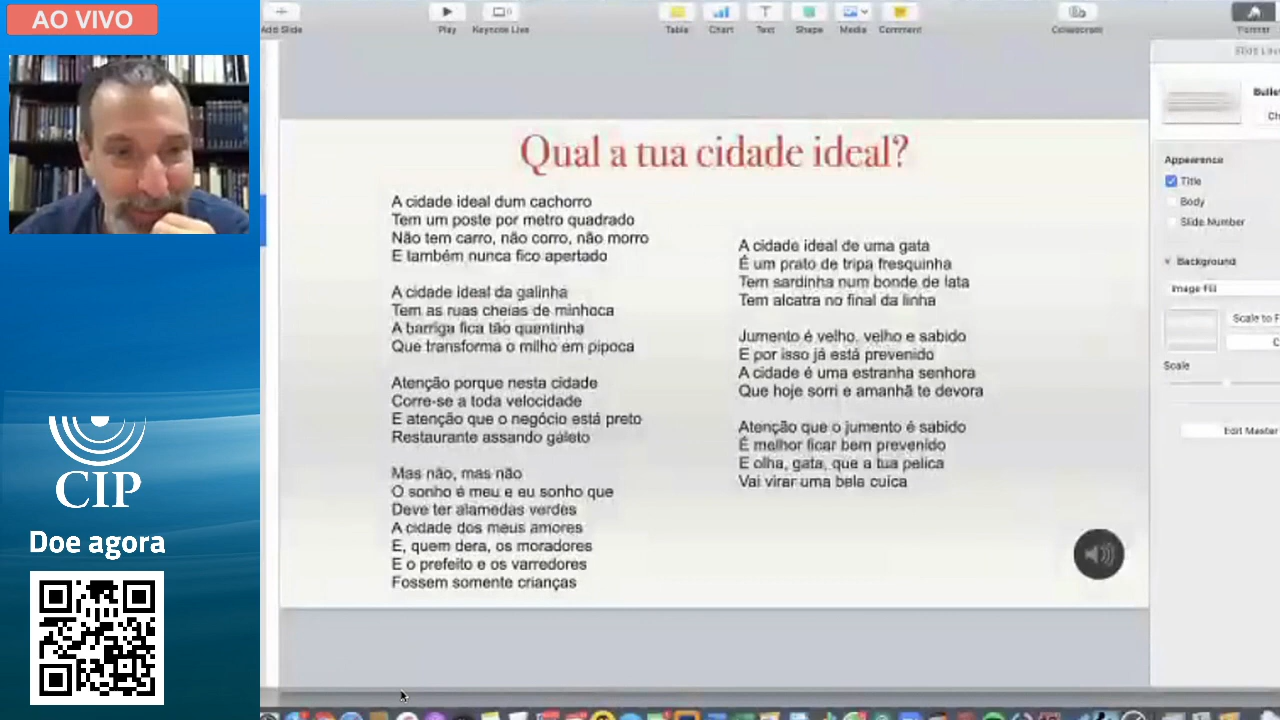 AO VIVO
Add Slide
Play
Keynote Live
Table
Chart
Text
Shape
Media
Comment
Collaborate
Format
Qual a tua cidade ideal?
A cidade ideal dum cachorro
Tem um poste por metro quadrado
Não tem carro, não corro, não morro
E também nunca fico apertado
A cidade ideal da galinha
Tem as ruas cheias de minhoca
A barriga fica tão quentinha
Que transforma o milho em pipoca
Atenção porque nesta cidade
Corre-se a toda velocidade
E atenção que o negócio está preto
Restaurante assando galeto
Mas não, mas não
O sonho é meu e eu sonho que
Deve ter alamedas verdes
A cidade dos meus amores
E, quem dera, os moradores
E o prefeito e os varredores
Fossem somente crianças
A cidade ideal de uma gata
É um prato de tripa fresquinha
Tem sardinha num bonde de lata
Tem alcatra no final da linha
Jumento é velho, velho e sabido
E por isso já está prevenido
A cidade é uma estranha senhora
Que hoje sorri e amanhã te devora
Atenção que o jumento é sabido
É melhor ficar bem prevenido
E olha, gata, que a tua pelica
Vai virar uma bela cuíca
Appearance
Title
Body
Slide Number
Background
Image Fill
Scale to F
Scale
Edit Master
CIP
Doe agora